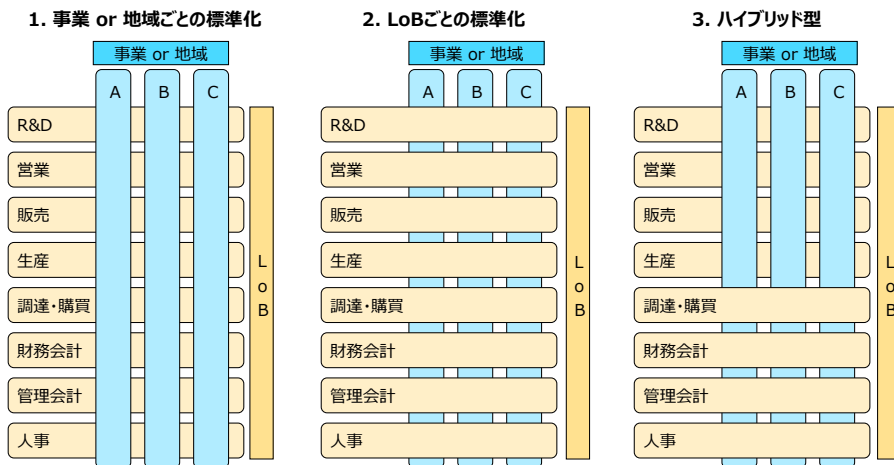 1. 事業 or 地域ごとの標準化
事業 or 地域
A B C
R&D
営業
販売
生産
調達・購買
財務会計
管理会計
人事
L
o
B
2. LoBごとの標準化
事業 or 地域
A B C
R&D
営業
販売
生産
調達・購買
財務会計
管理会計
人事
L
o
B
3. ハイブリッド型
事業 or 地域
A B C
R&D
営業
販売
生産
調達・購買
財務会計
管理会計
人事
L
o
B